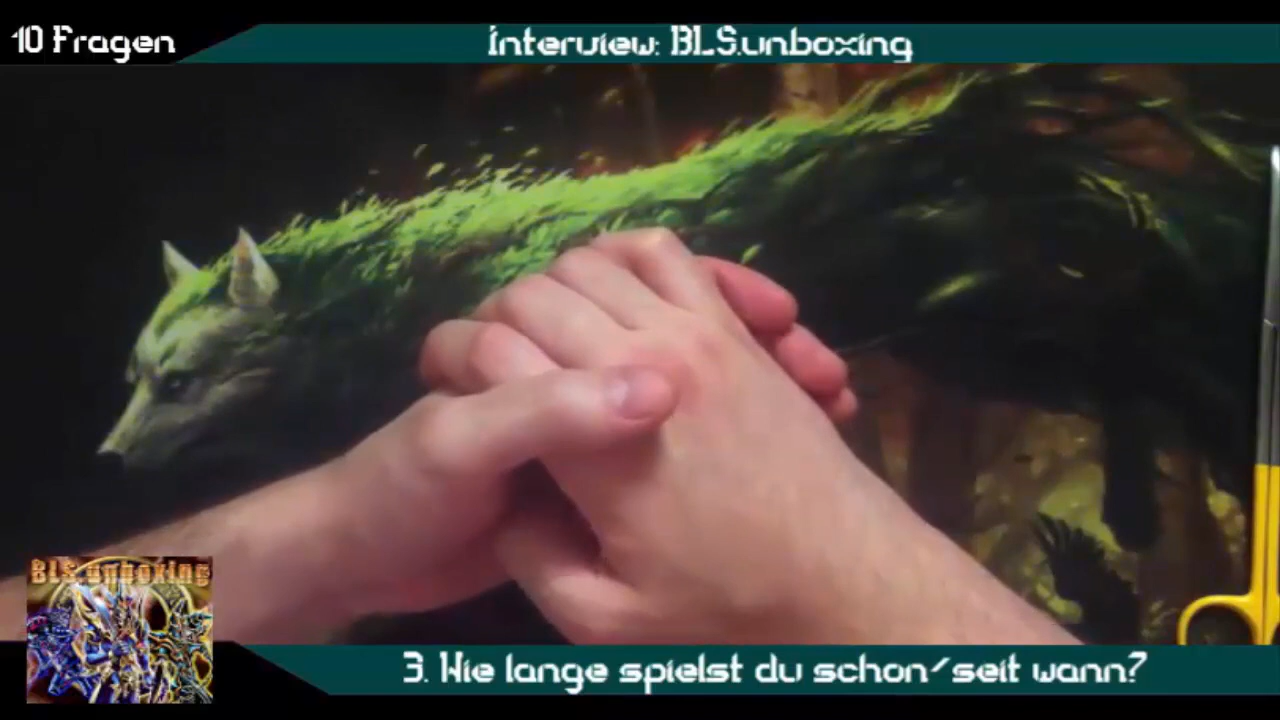 10 Fragen
Interview: BLS.unboxing
BLS.unboxing
3. Wie lange spielst du schon/seit wann?